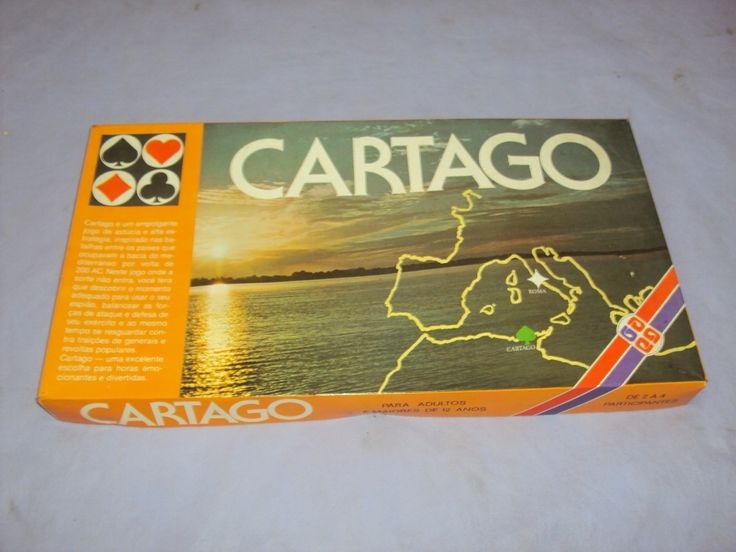 CARTAGO
Cartago é um empolgante
jogo de astúcia e alta es-
tratégia, inspirado nas ba-
talhas entre os países que
ocupavam a bacia do me-
diterrâneo por volta de
200 AC. Neste jogo onde a
sorte não entra, você terá
que descobrir o momento
adequado para usar o seu
espião, balancear as for-
ças de ataque e defesa de
seu exército e ao mesmo
tempo se resguardar con-
tra traições de generais e
revoltas populares.
Cartago — uma excelente
escolha para horas emo-
cionantes e divertidas.
ROMA
CARTAGO
CARTAGO
PARA ADULTOS
E MAIORES DE 12 ANOS
DE 2 A 4
PARTICIPANTES